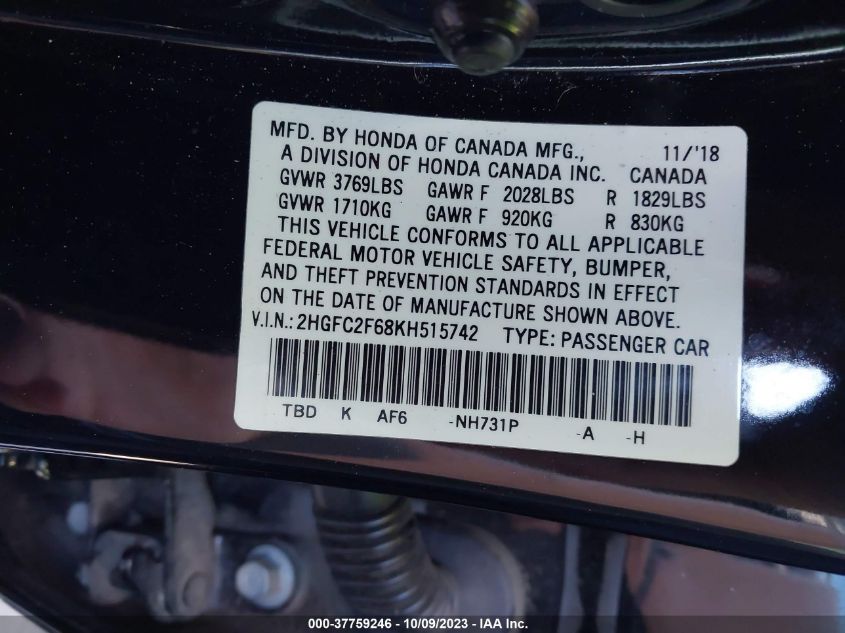 MFD. BY HONDA OF CANADA MFG., 11/'18
A DIVISION OF HONDA CANADA INC. CANADA
GVWR 3769LBS GAWR F 2028LBS R 1829LBS
GVWR 1710KG GAWR F 920KG R 830KG
THIS VEHICLE CONFORMS TO ALL APPLICABLE
FEDERAL MOTOR VEHICLE SAFETY, BUMPER,
AND THEFT PREVENTION STANDARDS IN EFFECT
ON THE DATE OF MANUFACTURE SHOWN ABOVE.
V.I.N.: 2HGFC2F68KH515742 TYPE: PASSENGER CAR
TBD K AF6 -NH731P -A -H
000-37759246 - 10/09/2023 - IAA Inc.